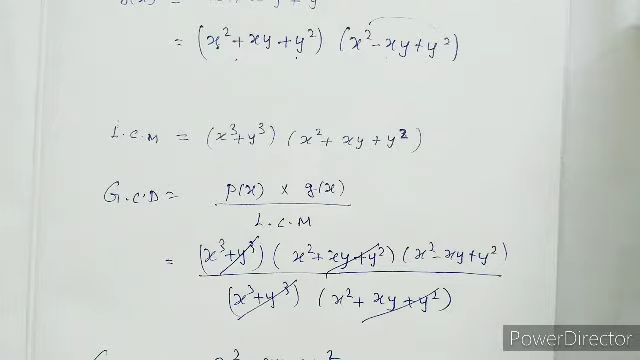 = (x² + xy + y²) (x² - xy + y²)
L.C.M = (x³ + y³) (x² + xy + y²)
G.C.D = p(x) × g(x) / L.C.M
= (x³ + y³) (x² + xy + y²) (x² - xy + y²) / (x³ + y³) (x² + xy + y²)
PowerDirector